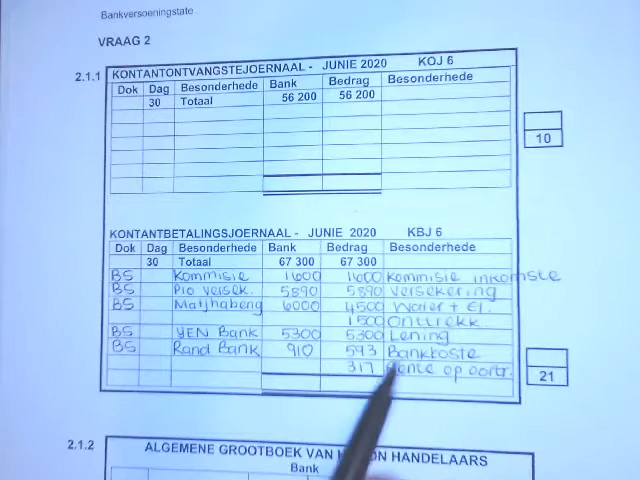 Bankversoeningstate
VRAAG 2
2.1.1 KONTANTONTVANGSTEJOERNAAL - JUNIE 2020 KOJ 6
Dok Dag Besonderhede Bank Bedrag Besonderhede
30 Totaal 56 200 56 200
10
KONTANTBETALINGSJOERNAAL - JUNIE 2020 KBJ 6
Dok Dag Besonderhede Bank Bedrag Besonderhede
30 Totaal 67 300 67 300
BS Kommisie 1600 1600 Kommisie inkomste
BS Pio versek. 5890 5890 Versekering
BS Matjhabeng 6000 4500 Water + El.
1500 Onttrekk
BS YEN Bank 5300 5300 Lening
BS Rand Bank 910 593 Bankkoste
317 op oortr.
21
2.1.2 ALGEMENE GROOTBOEK VAN HANDELAARS
Bank